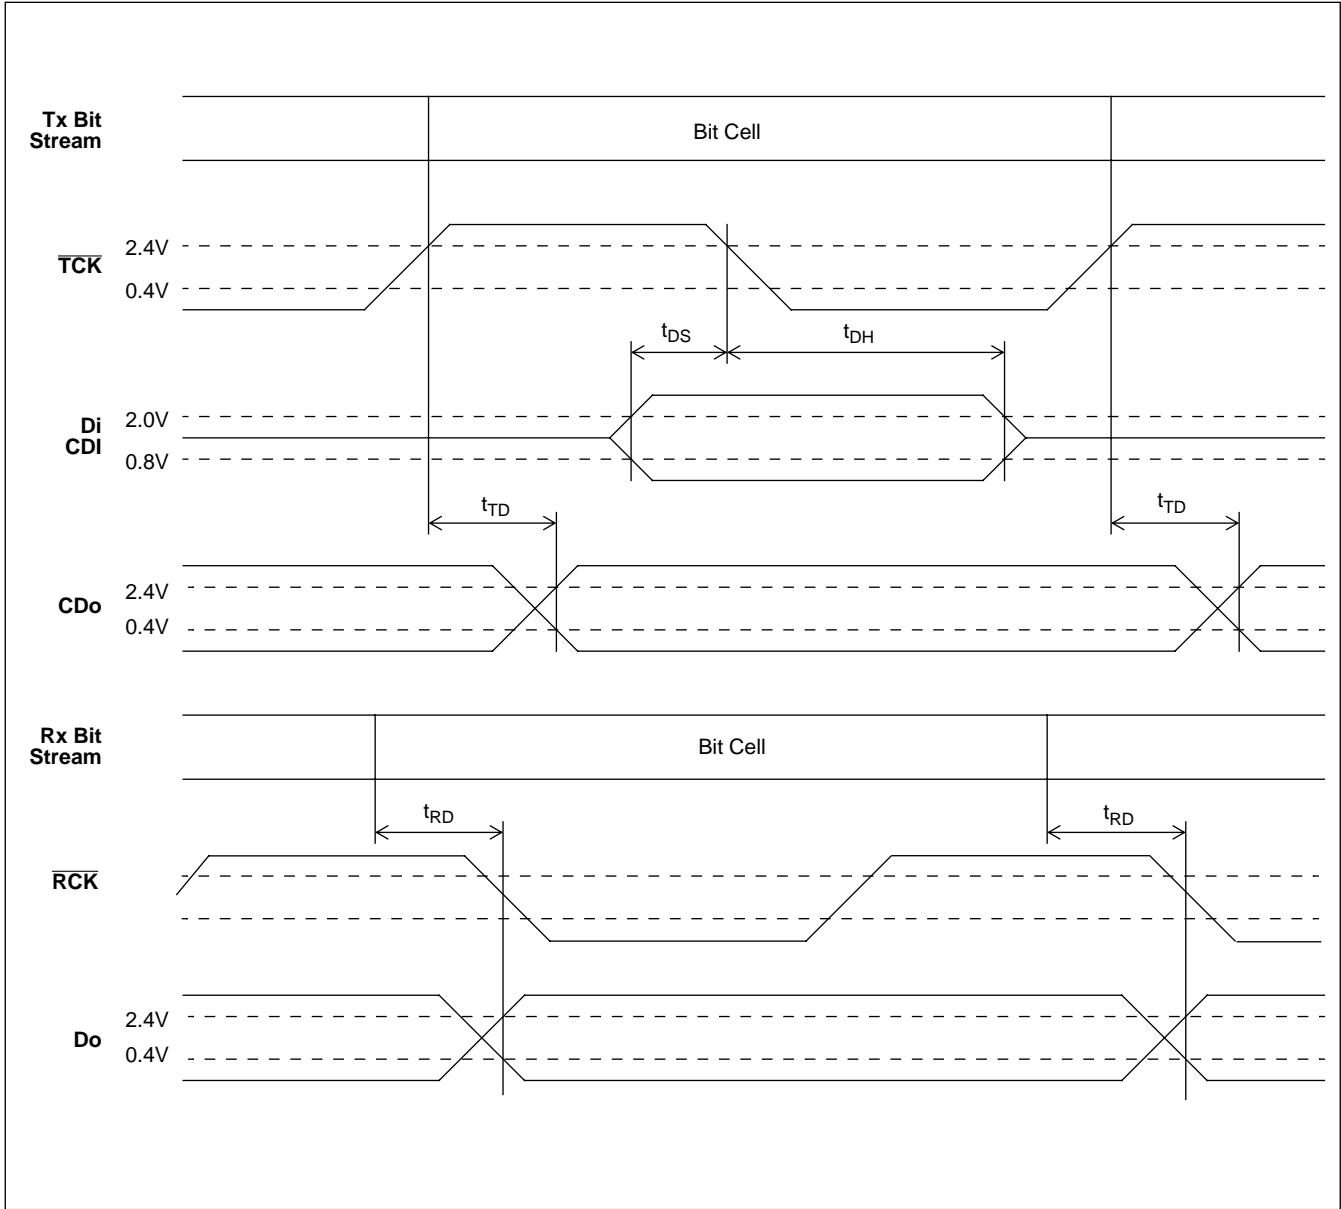 Tx Bit
Stream
Bit Cell
TCK
2.4V
0.4V
tDS
tDH
Di
CDI
2.0V
0.8V
tTD
tTD
CDo
2.4V
0.4V
Rx Bit
Stream
Bit Cell
tRD
tRD
RCK
Do
2.4V
0.4V